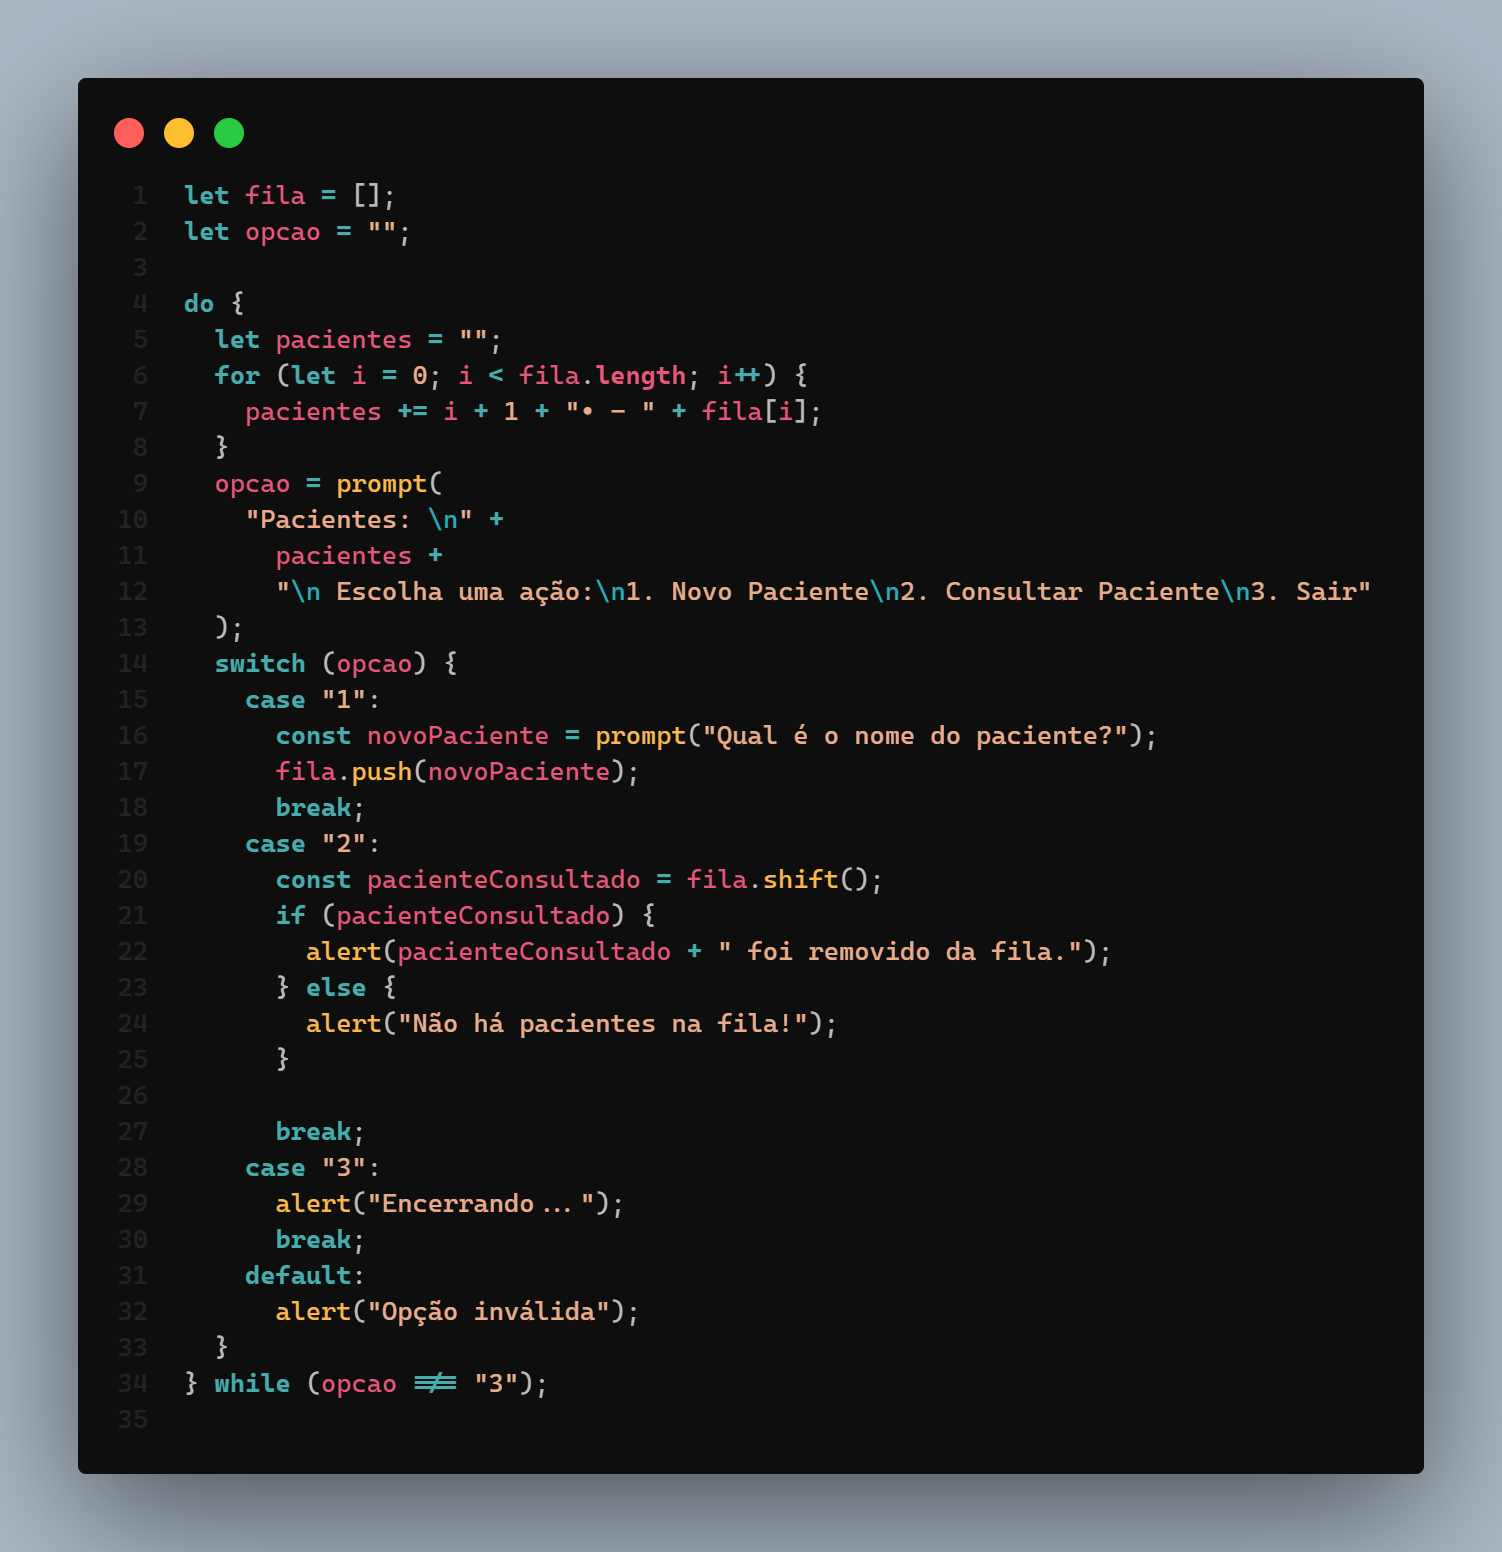 1 let fila = [];
2 let opcao = "";
3
4 do {
5   let pacientes = "";
6   for (let i = 0; i < fila.length; i++) {
7     pacientes += i + 1 + "• - " + fila[i];
8   }
9   opcao = prompt(
10     "Pacientes: \n" +
11       pacientes +
12       "\n Escolha uma ação:\n1. Novo Paciente\n2. Consultar Paciente\n3. Sair"
13   );
14   switch (opcao) {
15     case "1":
16       const novoPaciente = prompt("Qual é o nome do paciente?");
17       fila.push(novoPaciente);
18       break;
19     case "2":
20       const pacienteConsultado = fila.shift();
21       if (pacienteConsultado) {
22         alert(pacienteConsultado + " foi removido da fila.");
23       } else {
24         alert("Não há pacientes na fila!");
25       }
26
27       break;
28     case "3":
29       alert("Encerrando...");
30       break;
31     default:
32       alert("Opção inválida");
33   }
34 } while (opcao !== "3");
35